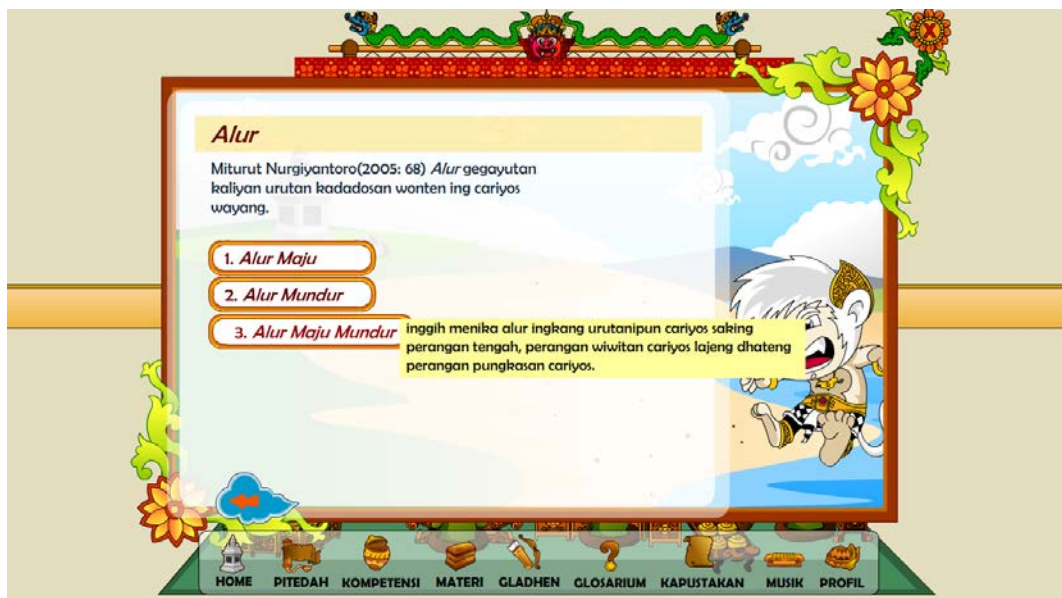 X
Alur
Miturut Nurgiyantoro(2005: 68) Alur gegayutan
kaliyan urutan kadadosan wonten ing cariyos
wayang.
1. Alur Maju
2. Alur Mundur
3. Alur Maju Mundur
inggih menika alur ingkang urutanipun cariyos saking
perangan tengah, perangan wiwitan cariyos lajeng dhateng
perangan pungkasan cariyos.
HOME PITEDAH KOMPETENSI MATERI GLADHEN GLOSARIUM KAPUSTAKAN MUSIK PROFIL